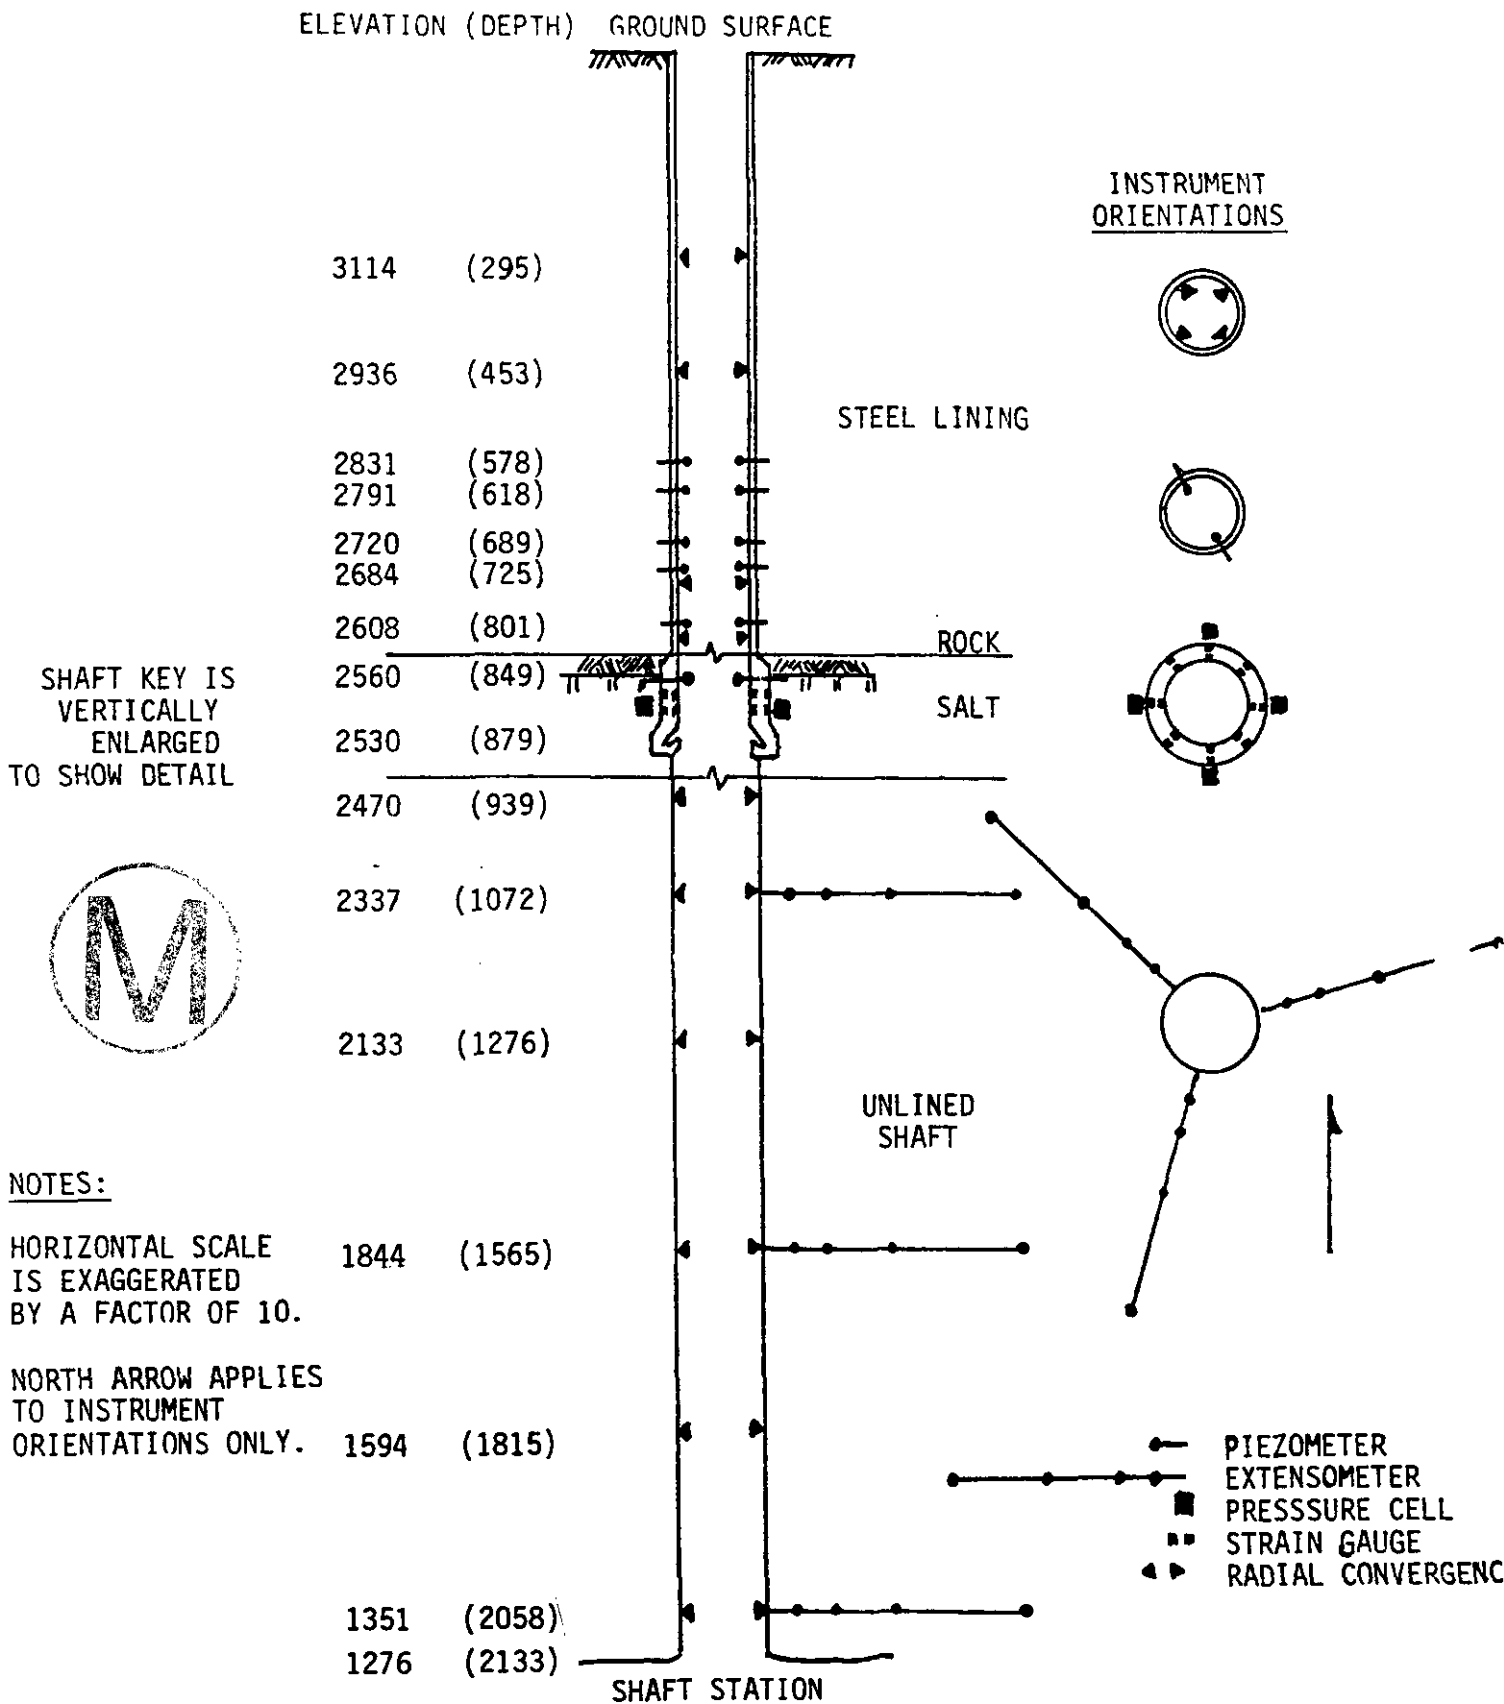 ELEVATION (DEPTH) GROUND SURFACE
INSTRUMENT
ORIENTATIONS
3114 (295)
2936 (453)
STEEL LINING
2831 (578)
2791 (618)
2720 (689)
2684 (725)
2608 (801)
ROCK
SHAFT KEY IS
VERTICALLY
ENLARGED
TO SHOW DETAIL
2560 (849)
SALT
2530 (879)
2470 (939)
M
2337 (1072)
2133 (1276)
UNLINED
SHAFT
NOTES:
HORIZONTAL SCALE
IS EXAGGERATED
BY A FACTOR OF 10.
1844 (1565)
NORTH ARROW APPLIES
TO INSTRUMENT
ORIENTATIONS ONLY.
1594 (1815)
PIEZOMETER
EXTENSOMETER
PRESSSURE CELL
STRAIN GAUGE
RADIAL CONVERGENC
1351 (2058)
1276 (2133)
SHAFT STATION